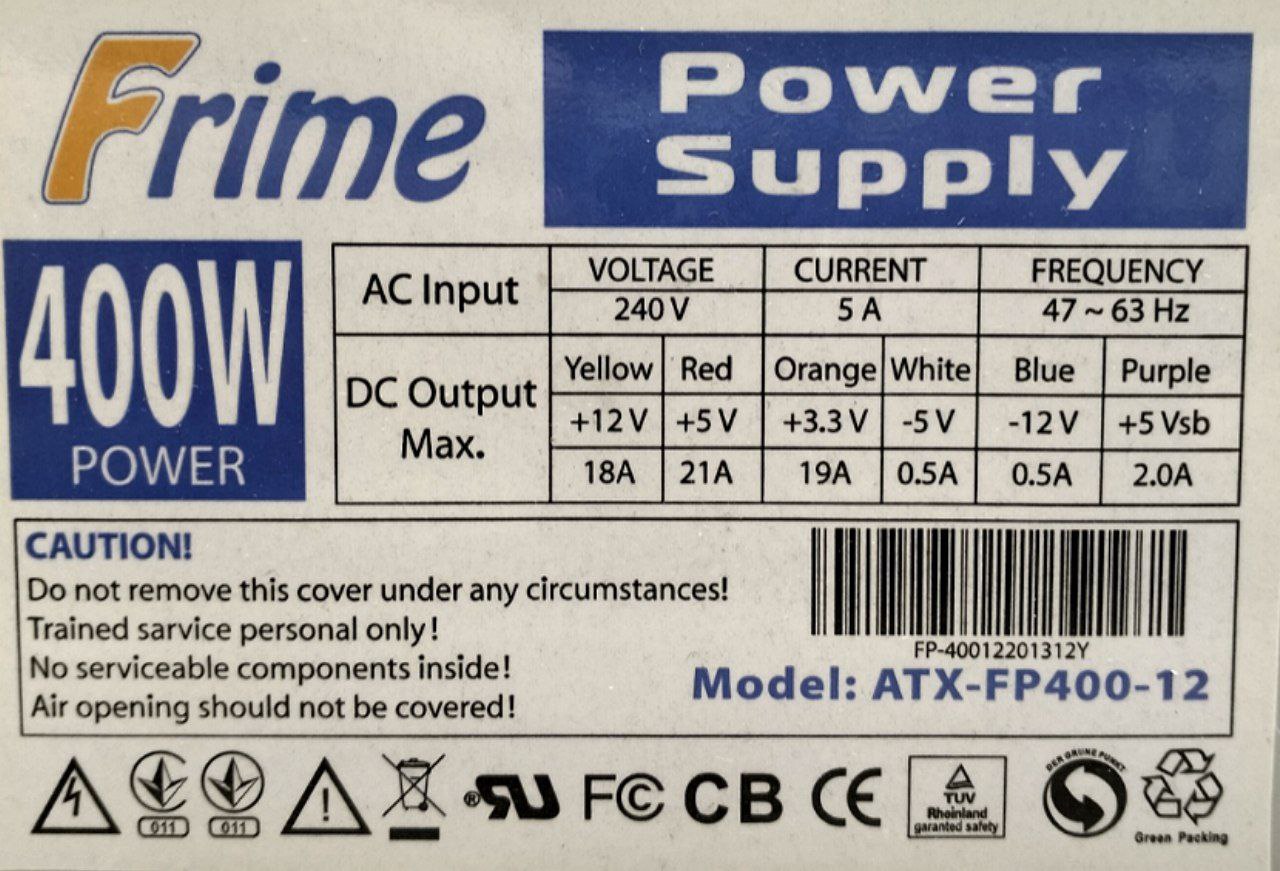 Frime
Power
Supply
400W
POWER
AC Input
VOLTAGE CURRENT FREQUENCY
240 V 5 A 47 ~ 63 Hz
DC Output
Max.
Yellow Red Orange White Blue Purple
+12 V +5 V +3.3 V -5 V -12 V +5 Vsb
18A 21A 19A 0.5A 0.5A 2.0A
CAUTION!
Do not remove this cover under any circumstances!
Trained sarvice personal only!
No serviceable components inside!
Air opening should not be covered!
FP-40012201312Y
Model: ATX-FP400-12
011 011
! ® FC CB CE
TUV
Rheinland
garanted safety
DER GRÜNE PUNKT
Green Packing